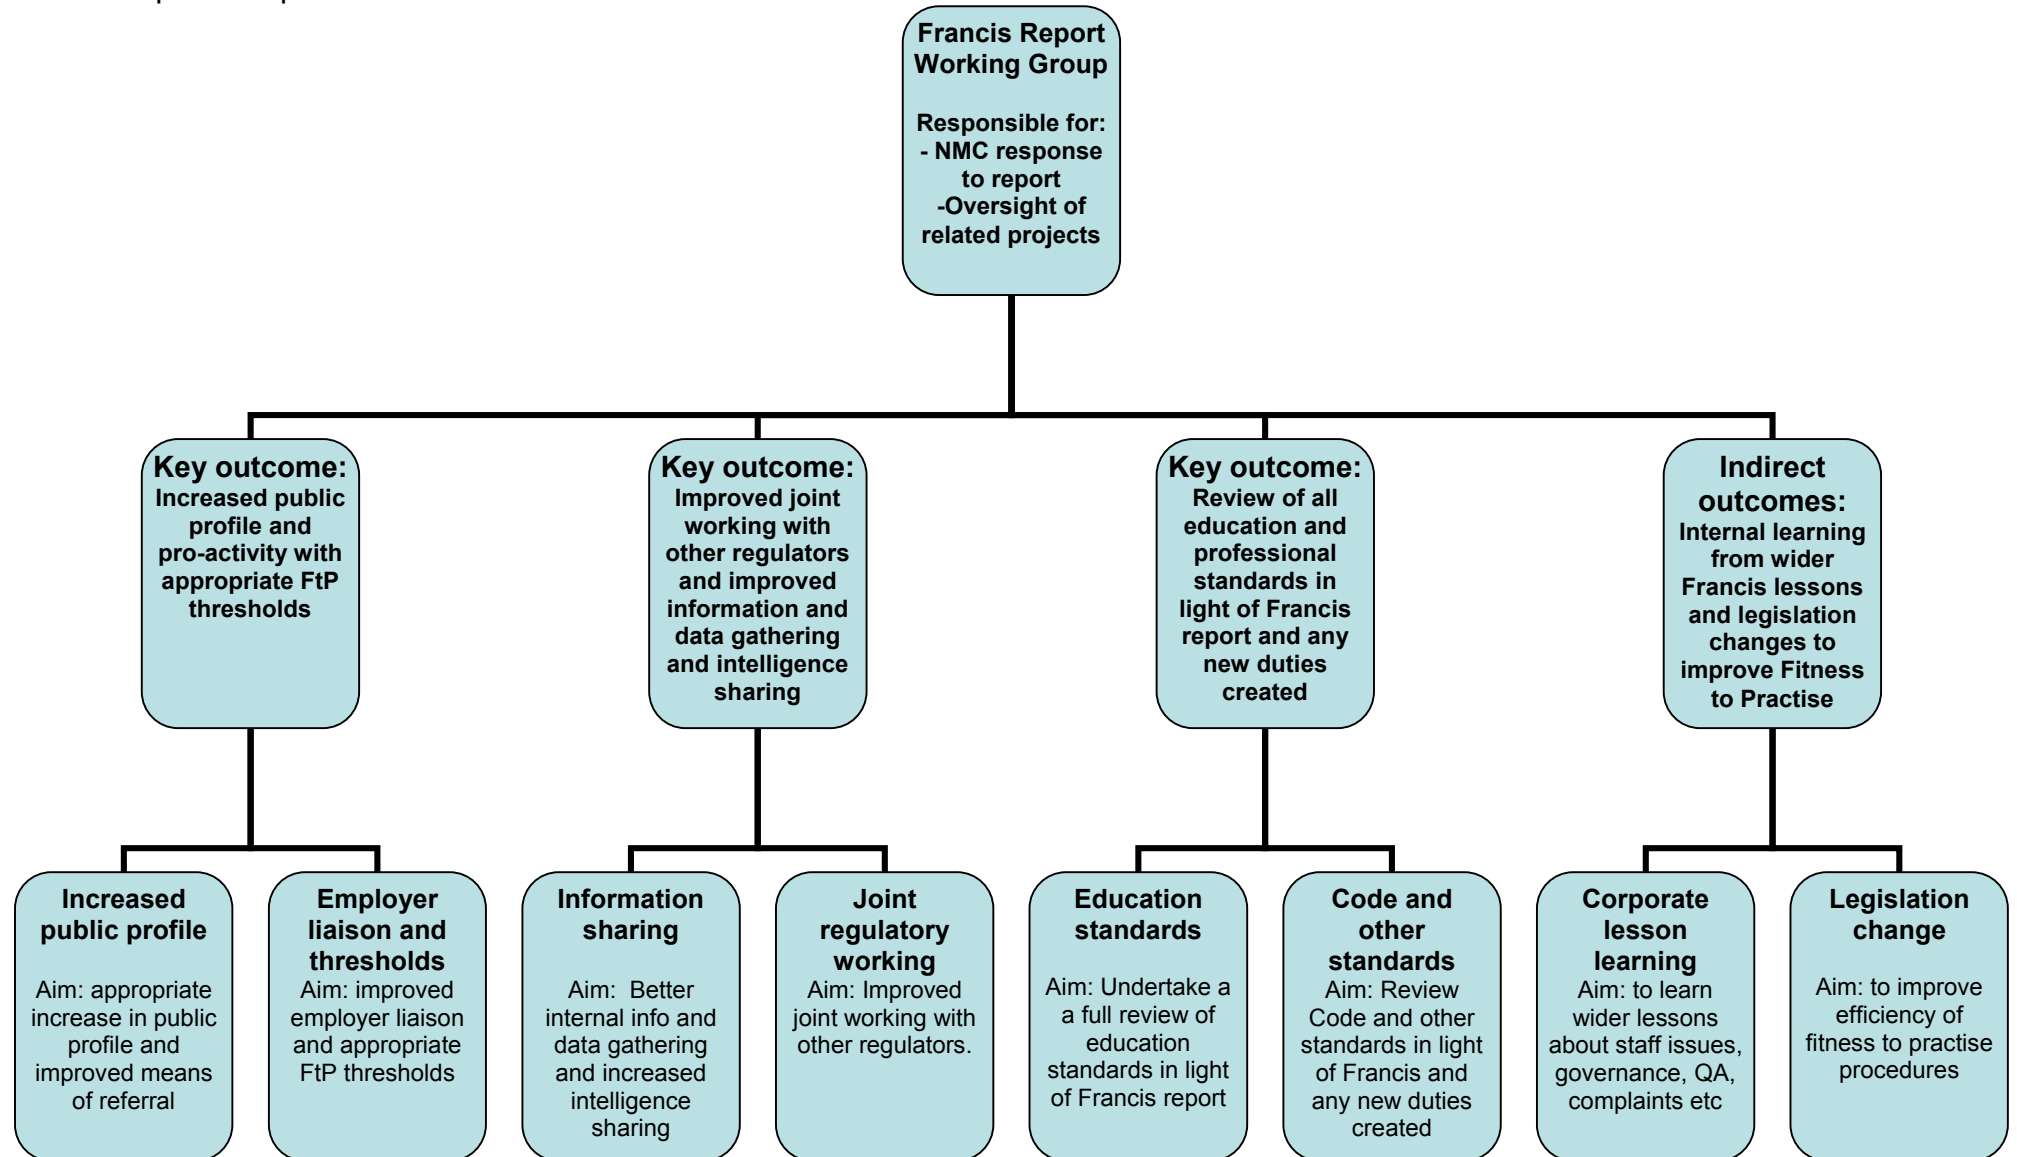 Francis Report
Working Group
Responsible for:
- NMC response
to report
-Oversight of
related projects
Key outcome:
Increased public
profile and
pro-activity with
appropriate FtP
thresholds
Key outcome:
Improved joint
working with
other regulators
and improved
information and
data gathering
and intelligence
sharing
Key outcome:
Review of all
education and
professional
standards in
light of Francis
report and any
new duties
created
Indirect
outcomes:
Internal learning
from wider
Francis lessons
and legislation
changes to
improve Fitness
to Practise
Increased
public profile
Aim: appropriate
increase in public
profile and
improved means
of referral
Employer
liaison and
thresholds
Aim: improved
employer liaison
and appropriate
FtP thresholds
Information
sharing
Aim:  Better
internal info and
data gathering
and increased
intelligence
sharing
Joint
regulatory
working
Aim: Improved
joint working with
other regulators.
Education
standards
Aim: Undertake a
a full review of
education
standards in light
of Francis report
Code and
other
standards
Aim: Review
Code and other
standards in light
of Francis and
any new duties
created
Corporate
lesson
learning
Aim: to learn
wider lessons
about staff issues,
governance, QA,
complaints etc
Legislation
change
Aim: to improve
efficiency of
fitness to practise
procedures